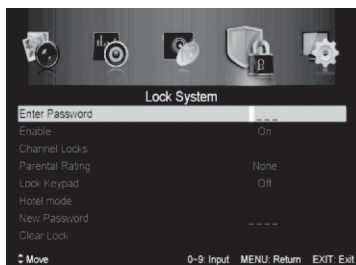 Lock System
Enter Password _ _ _
Enable On
Channel Locks
Parental Rating None
Lock Keypad Off
Hotel mode
New Password _ _ _ _
Clear Lock
Move 0~9: Input MENU: Return EXIT: Exit